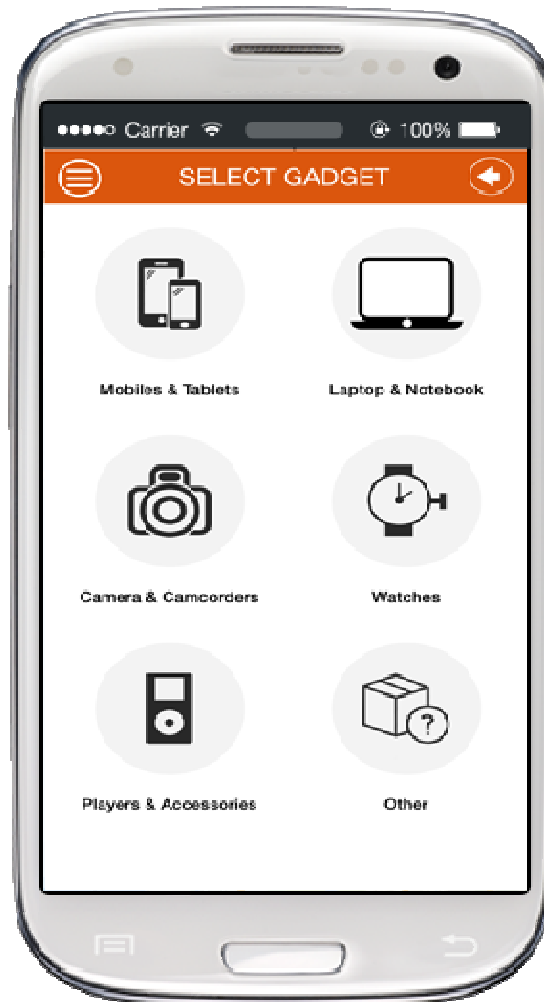 Carrier 100%
SELECT GADGET
Mobiles & Tablets Laptop & Notebook
Camera & Camcorders Watches
?
Players & Accessories Other